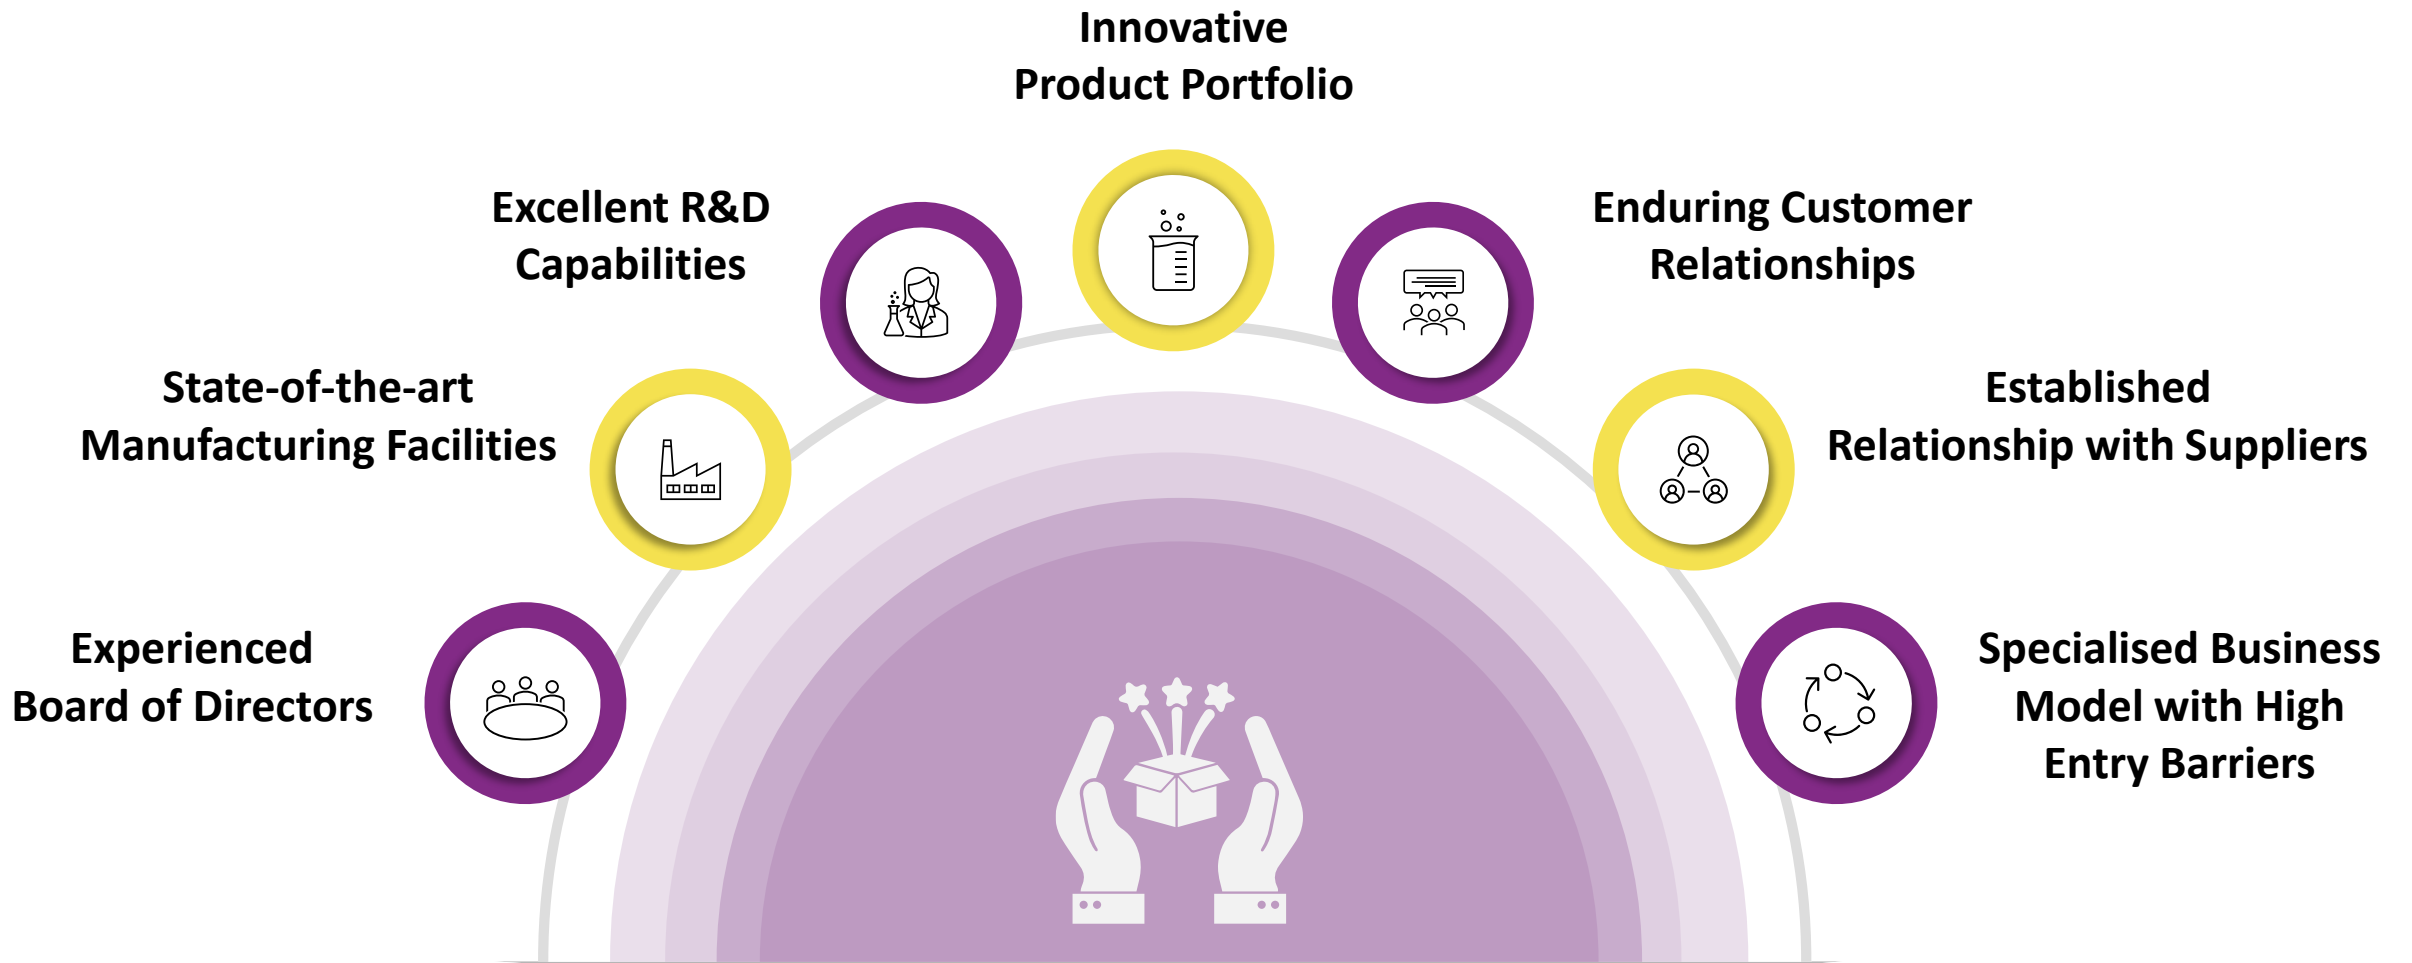 Innovative
Product Portfolio
Excellent R&D
Capabilities
Enduring Customer
Relationships
State-of-the-art
Manufacturing Facilities
Established
Relationship with Suppliers
Experienced
Board of Directors
Specialised Business
Model with High
Entry Barriers